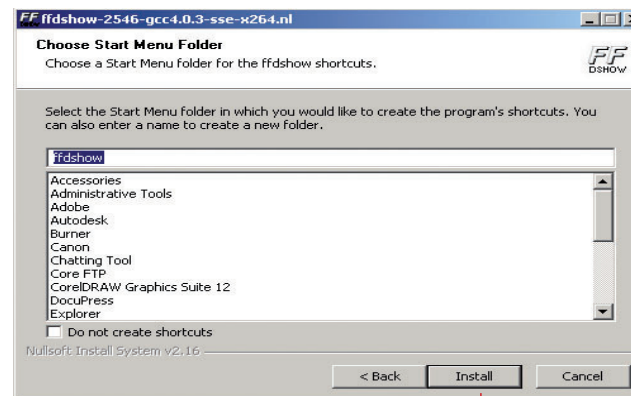 ffdshow-2546-gcc4.0.3-sse-x264.nl
Choose Start Menu Folder
Choose a Start Menu folder for the ffdshow shortcuts.
FF
DSHOW
Select the Start Menu folder in which you would like to create the program's shortcuts. You
can also enter a name to create a new folder.
ffdshow
Accessories
Administrative Tools
Adobe
Autodesk
Burner
Canon
Chatting Tool
Core FTP
CorelDRAW Graphics Suite 12
DocuPress
Explorer
Do not create shortcuts
Nullsoft Install System v2.16
< Back
Install
Cancel